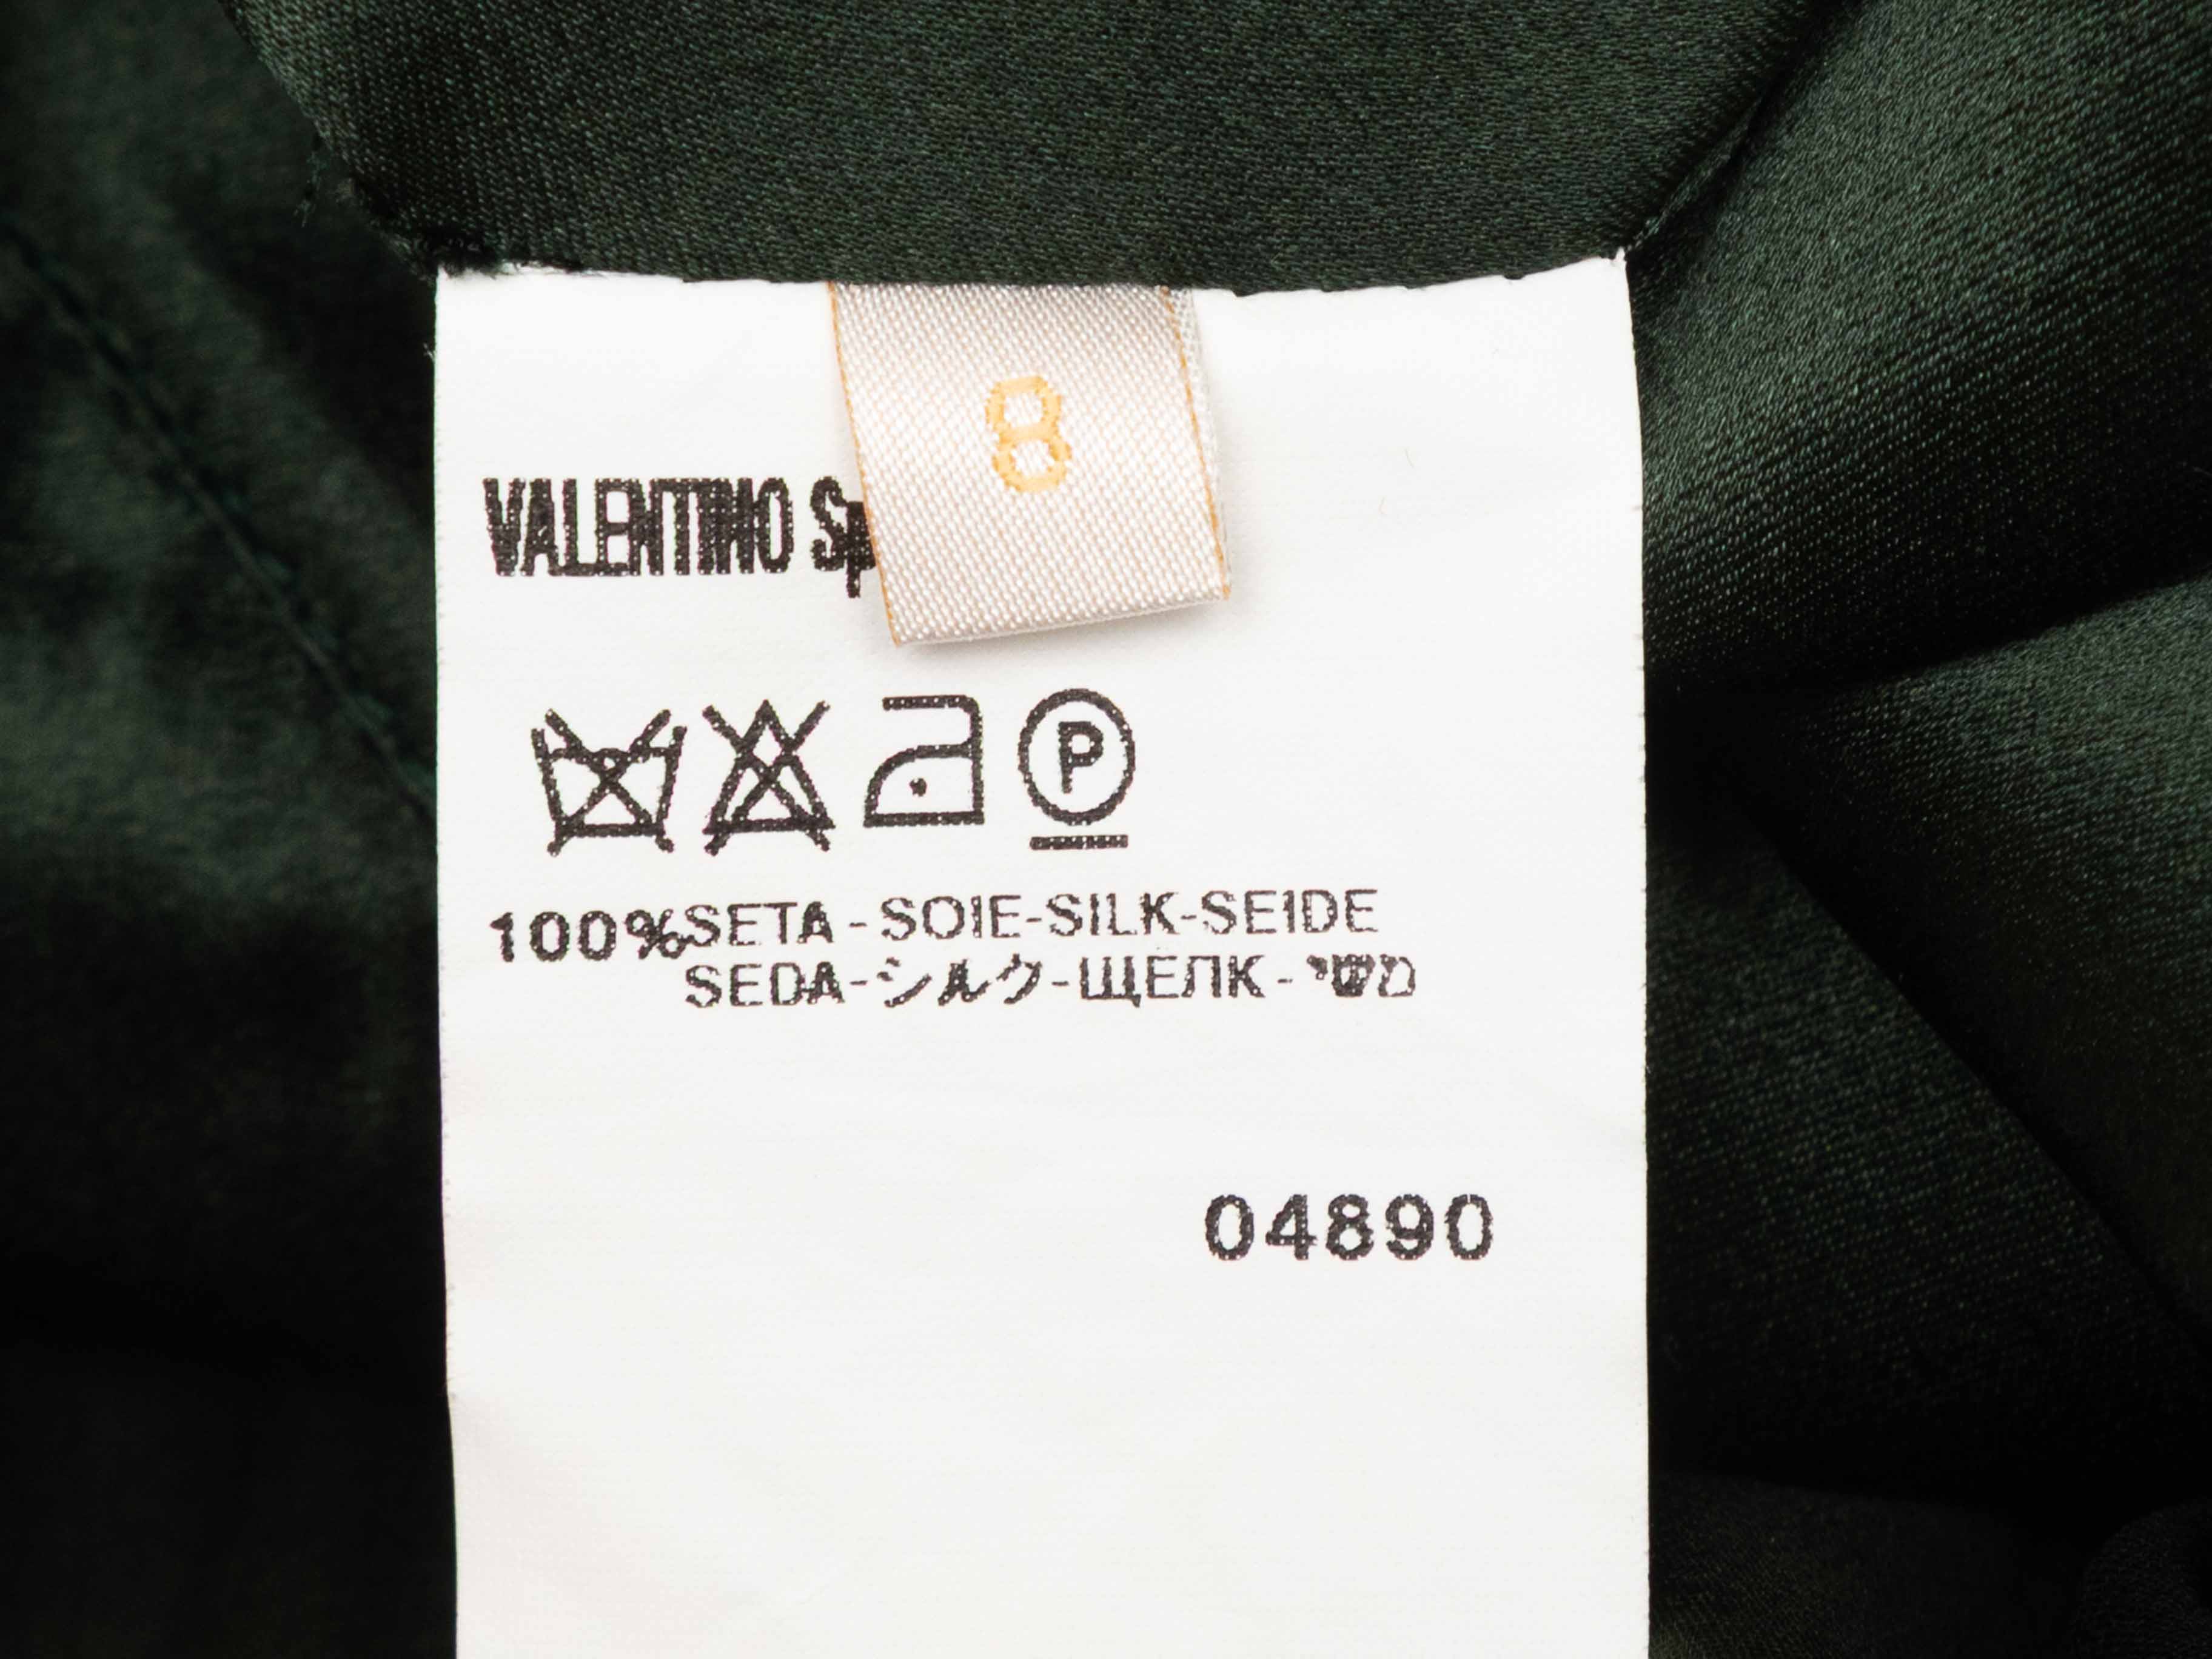 8
VALENTINO Sp
P
100% SETA-SOIE-SILK-SEIDE
SEDA-シルク-ЩЕЛК-משי
04890